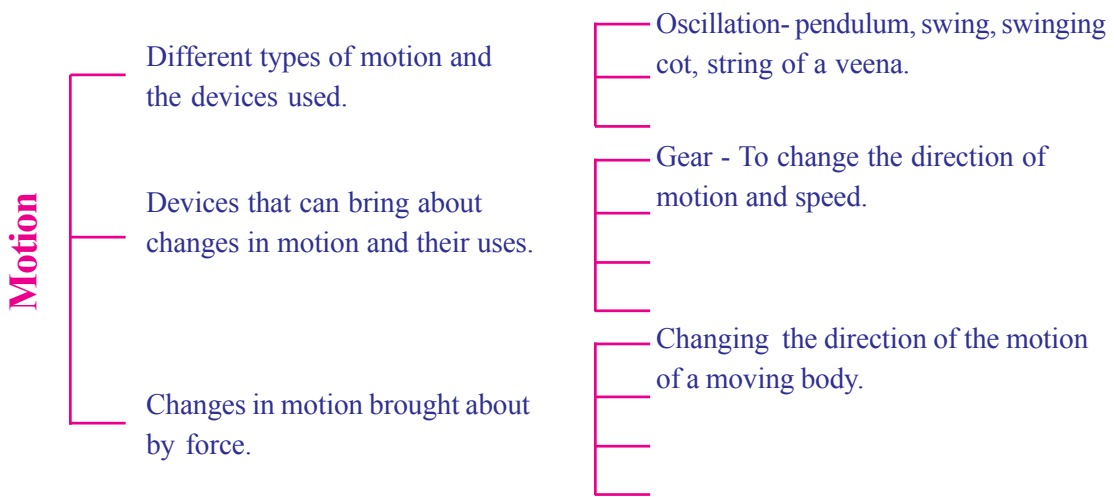 Motion
Different types of motion and
the devices used.
Oscillation- pendulum, swing, swinging
cot, string of a veena.
Devices that can bring about
changes in motion and their uses.
Gear - To change the direction of
motion and speed.
Changes in motion brought about
by force.
Changing the direction of the motion
of a moving body.